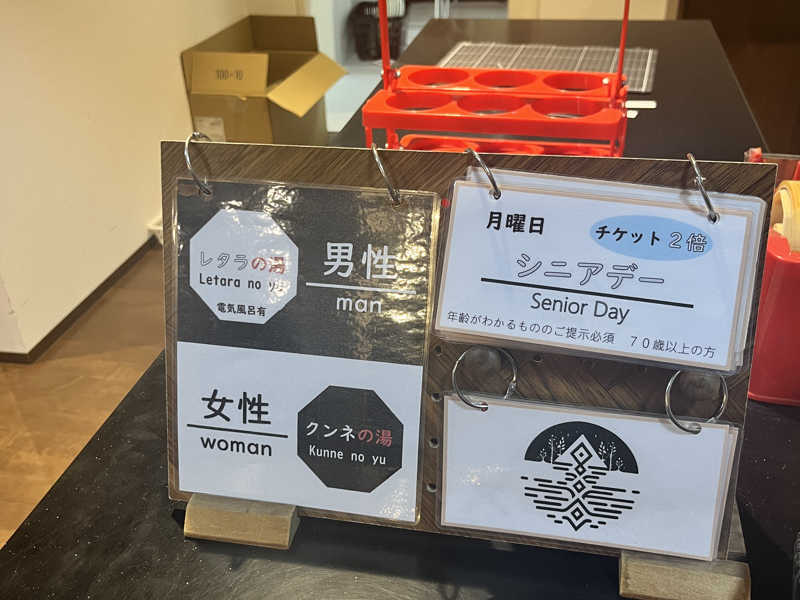 100×10
レタラの湯
Letara no yu
電気風呂有
男性
man
女性
woman
クンネの湯
Kunne no yu
月曜日
チケット2倍
シニアデー
Senior Day
年齢がわかるもののご提示必須 70歳以上の方